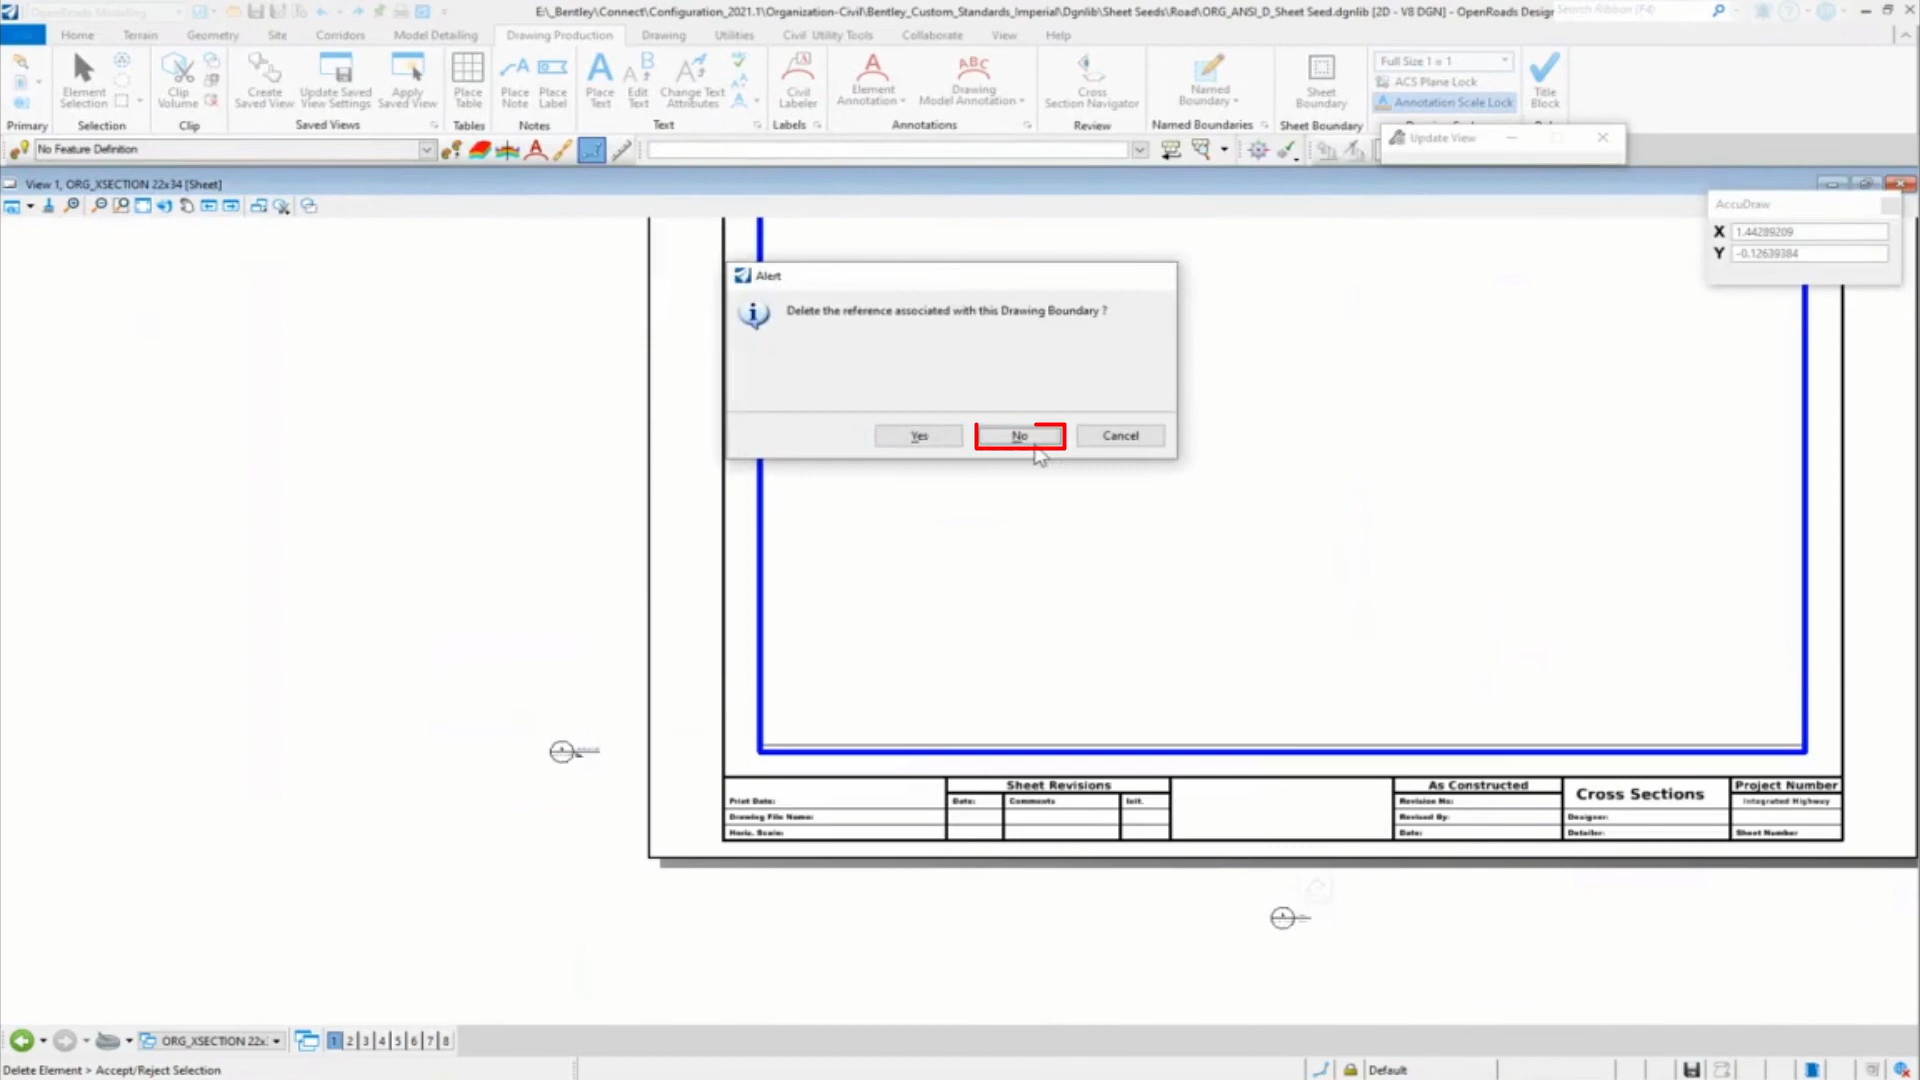 OpenRoads Modeling
E:\_Bentley\Connect\Configuration_2021.1\Organization-Civil\Bentley_Custom_Standards_Imperial\Dgnlib\Sheet Seeds\Road\ORG_ANSI_D_Sheet Seed.dgnlib [2D - V8 DGN] - OpenRoads Design
Search Ribbon (F4)
Home Terrain Geometry Site Corridors Model Detailing Drawing Production Drawing Utilities Civil Utility Tools Collaborate View Help
Element Selection
Clip Volume
Create Saved View
Update Saved View Settings
Apply Saved View
Place Table
Place Note
Place Label
Place Text
Edit Text
Change Text Attributes
Civil Labeler
Element Annotation
Drawing Model Annotation
Cross Section Navigator
Named Boundary
Sheet Boundary
Full Size 1 = 1
ACS Plane Lock
Annotation Scale Lock
Title Block
Primary Selection Clip Saved Views Tables Notes Text Labels Annotations Review Named Boundaries Sheet Boundary
Update View
No Feature Definition
View 1, ORG_XSECTION 22x34 [Sheet]
AccuDraw
X 1.44289209
Y -0.12639384
Alert
Delete the reference associated with this Drawing Boundary ?
Yes No Cancel
Sheet Revisions
Print Date:
Drawing File Name:
Horiz. Scale:
Date: Comments Init.
As Constructed
Revision No:
Revised By:
Date:
Cross Sections
Designer:
Detailer:
Project Number
Integrated Highway
Sheet Number
ORG_XSECTION 22x
1 2 3 4 5 6 7 8
Delete Element > Accept/Reject Selection
Default